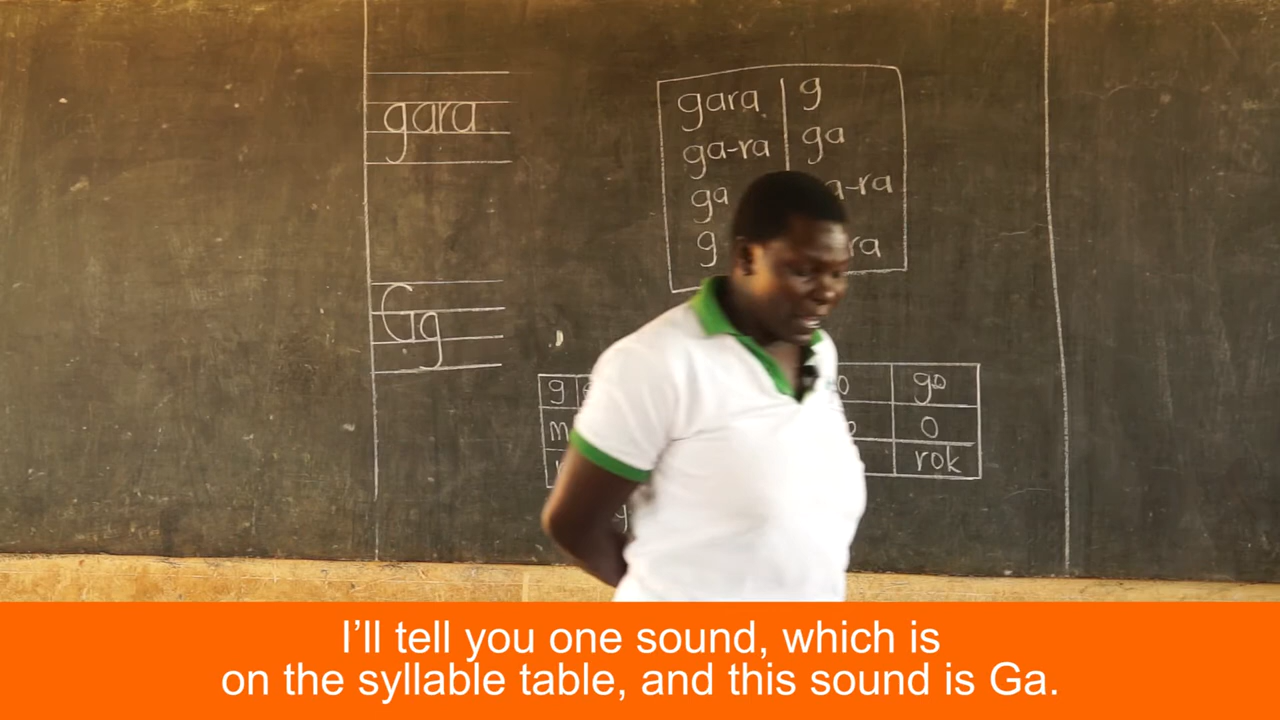 gara
Gg
gara | g
ga-ra | ga
ga a-ra
g ra
g go
m o
rok
I'll tell you one sound, which is
on the syllable table, and this sound is Ga.